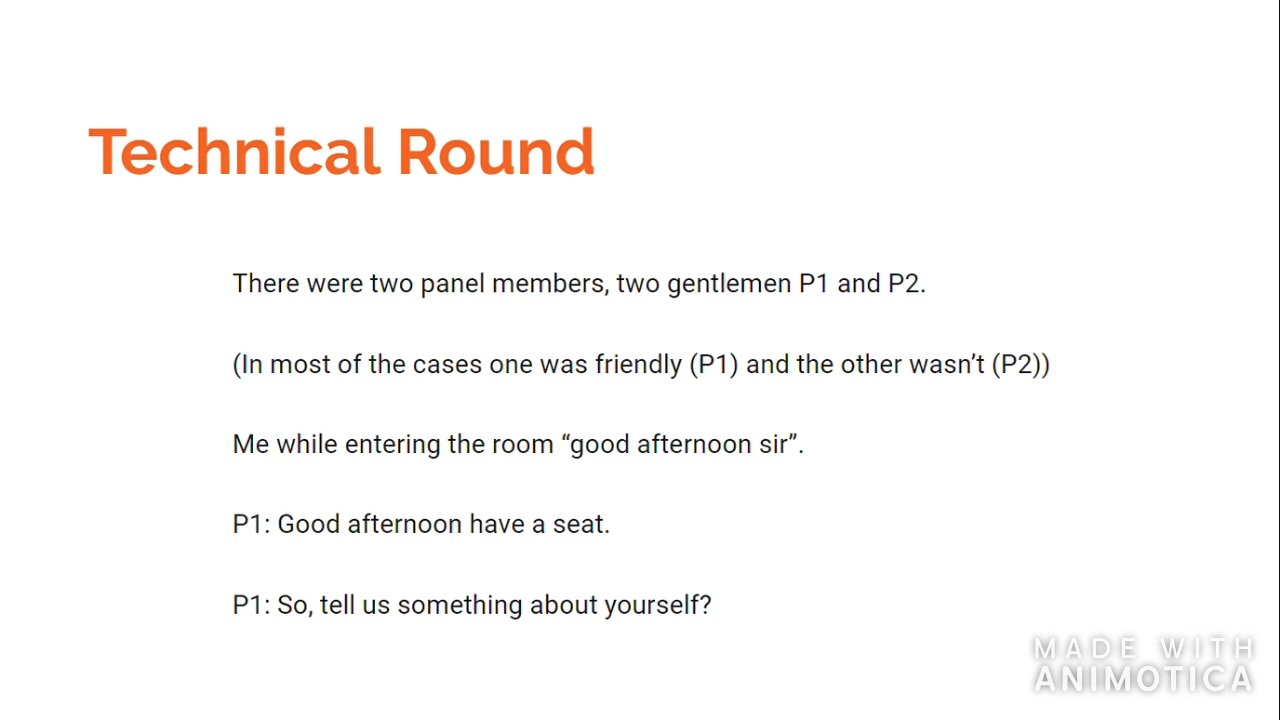 Technical Round
There were two panel members, two gentlemen P1 and P2.
(In most of the cases one was friendly (P1) and the other wasn’t (P2))
Me while entering the room “good afternoon sir”.
P1: Good afternoon have a seat.
P1: So, tell us something about yourself?
MADE WITH
ANIMOTICA